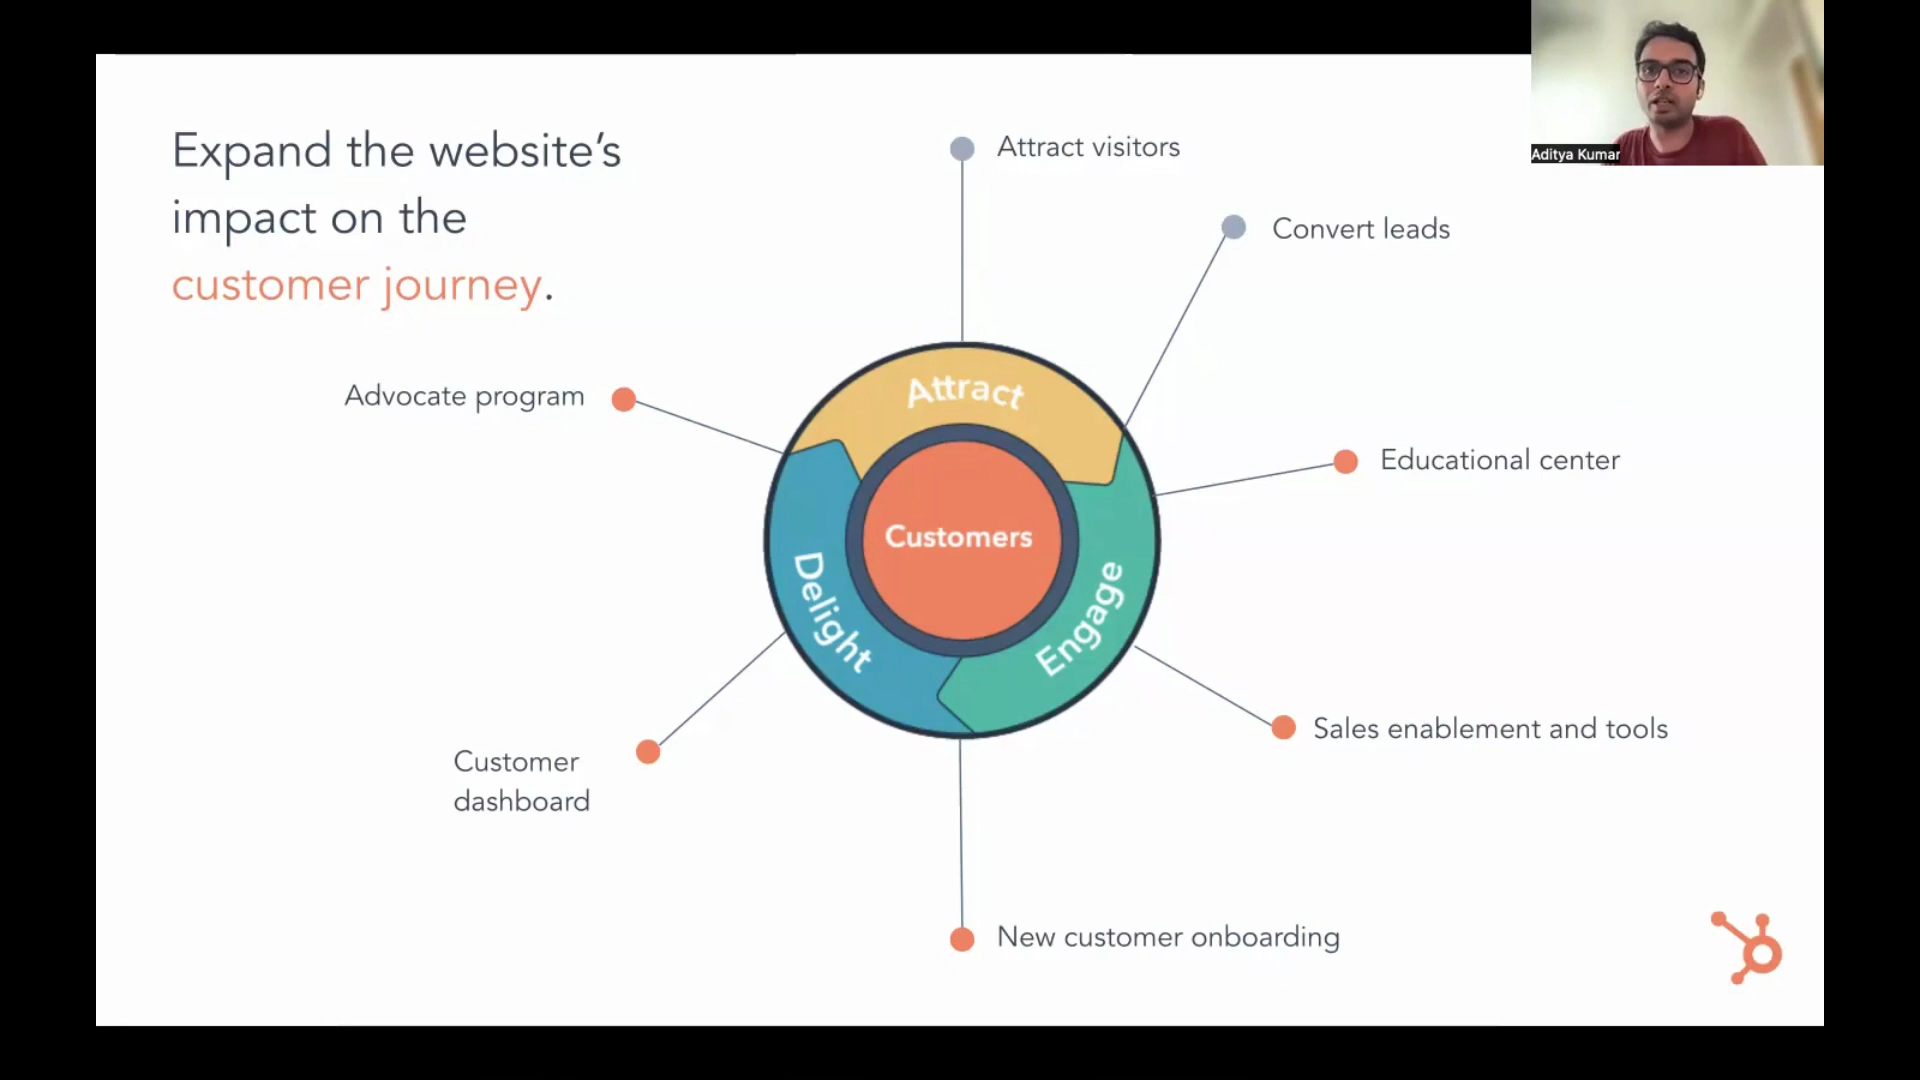 Expand the website's
impact on the
customer journey.
Aditya Kumar
Attract visitors
Convert leads
Advocate program
Attract
Educational center
Customers
Delight
Engage
Sales enablement and tools
Customer
dashboard
New customer onboarding